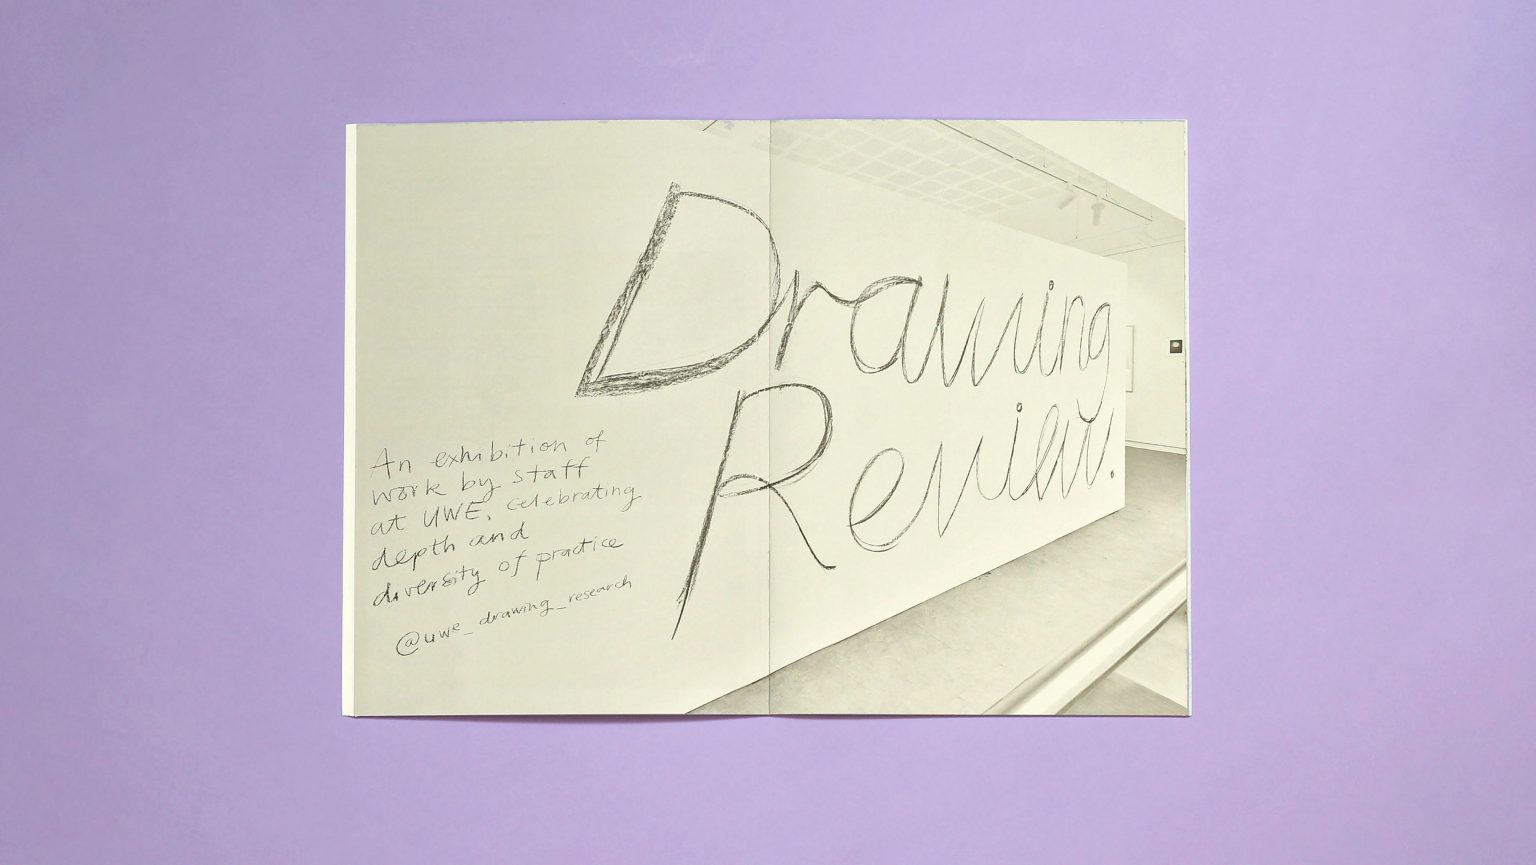 Drawing
Review.
An exhibition of
work by staff
at UWE, celebrating
depth and
diversity of practice
@uwe_drawing_research